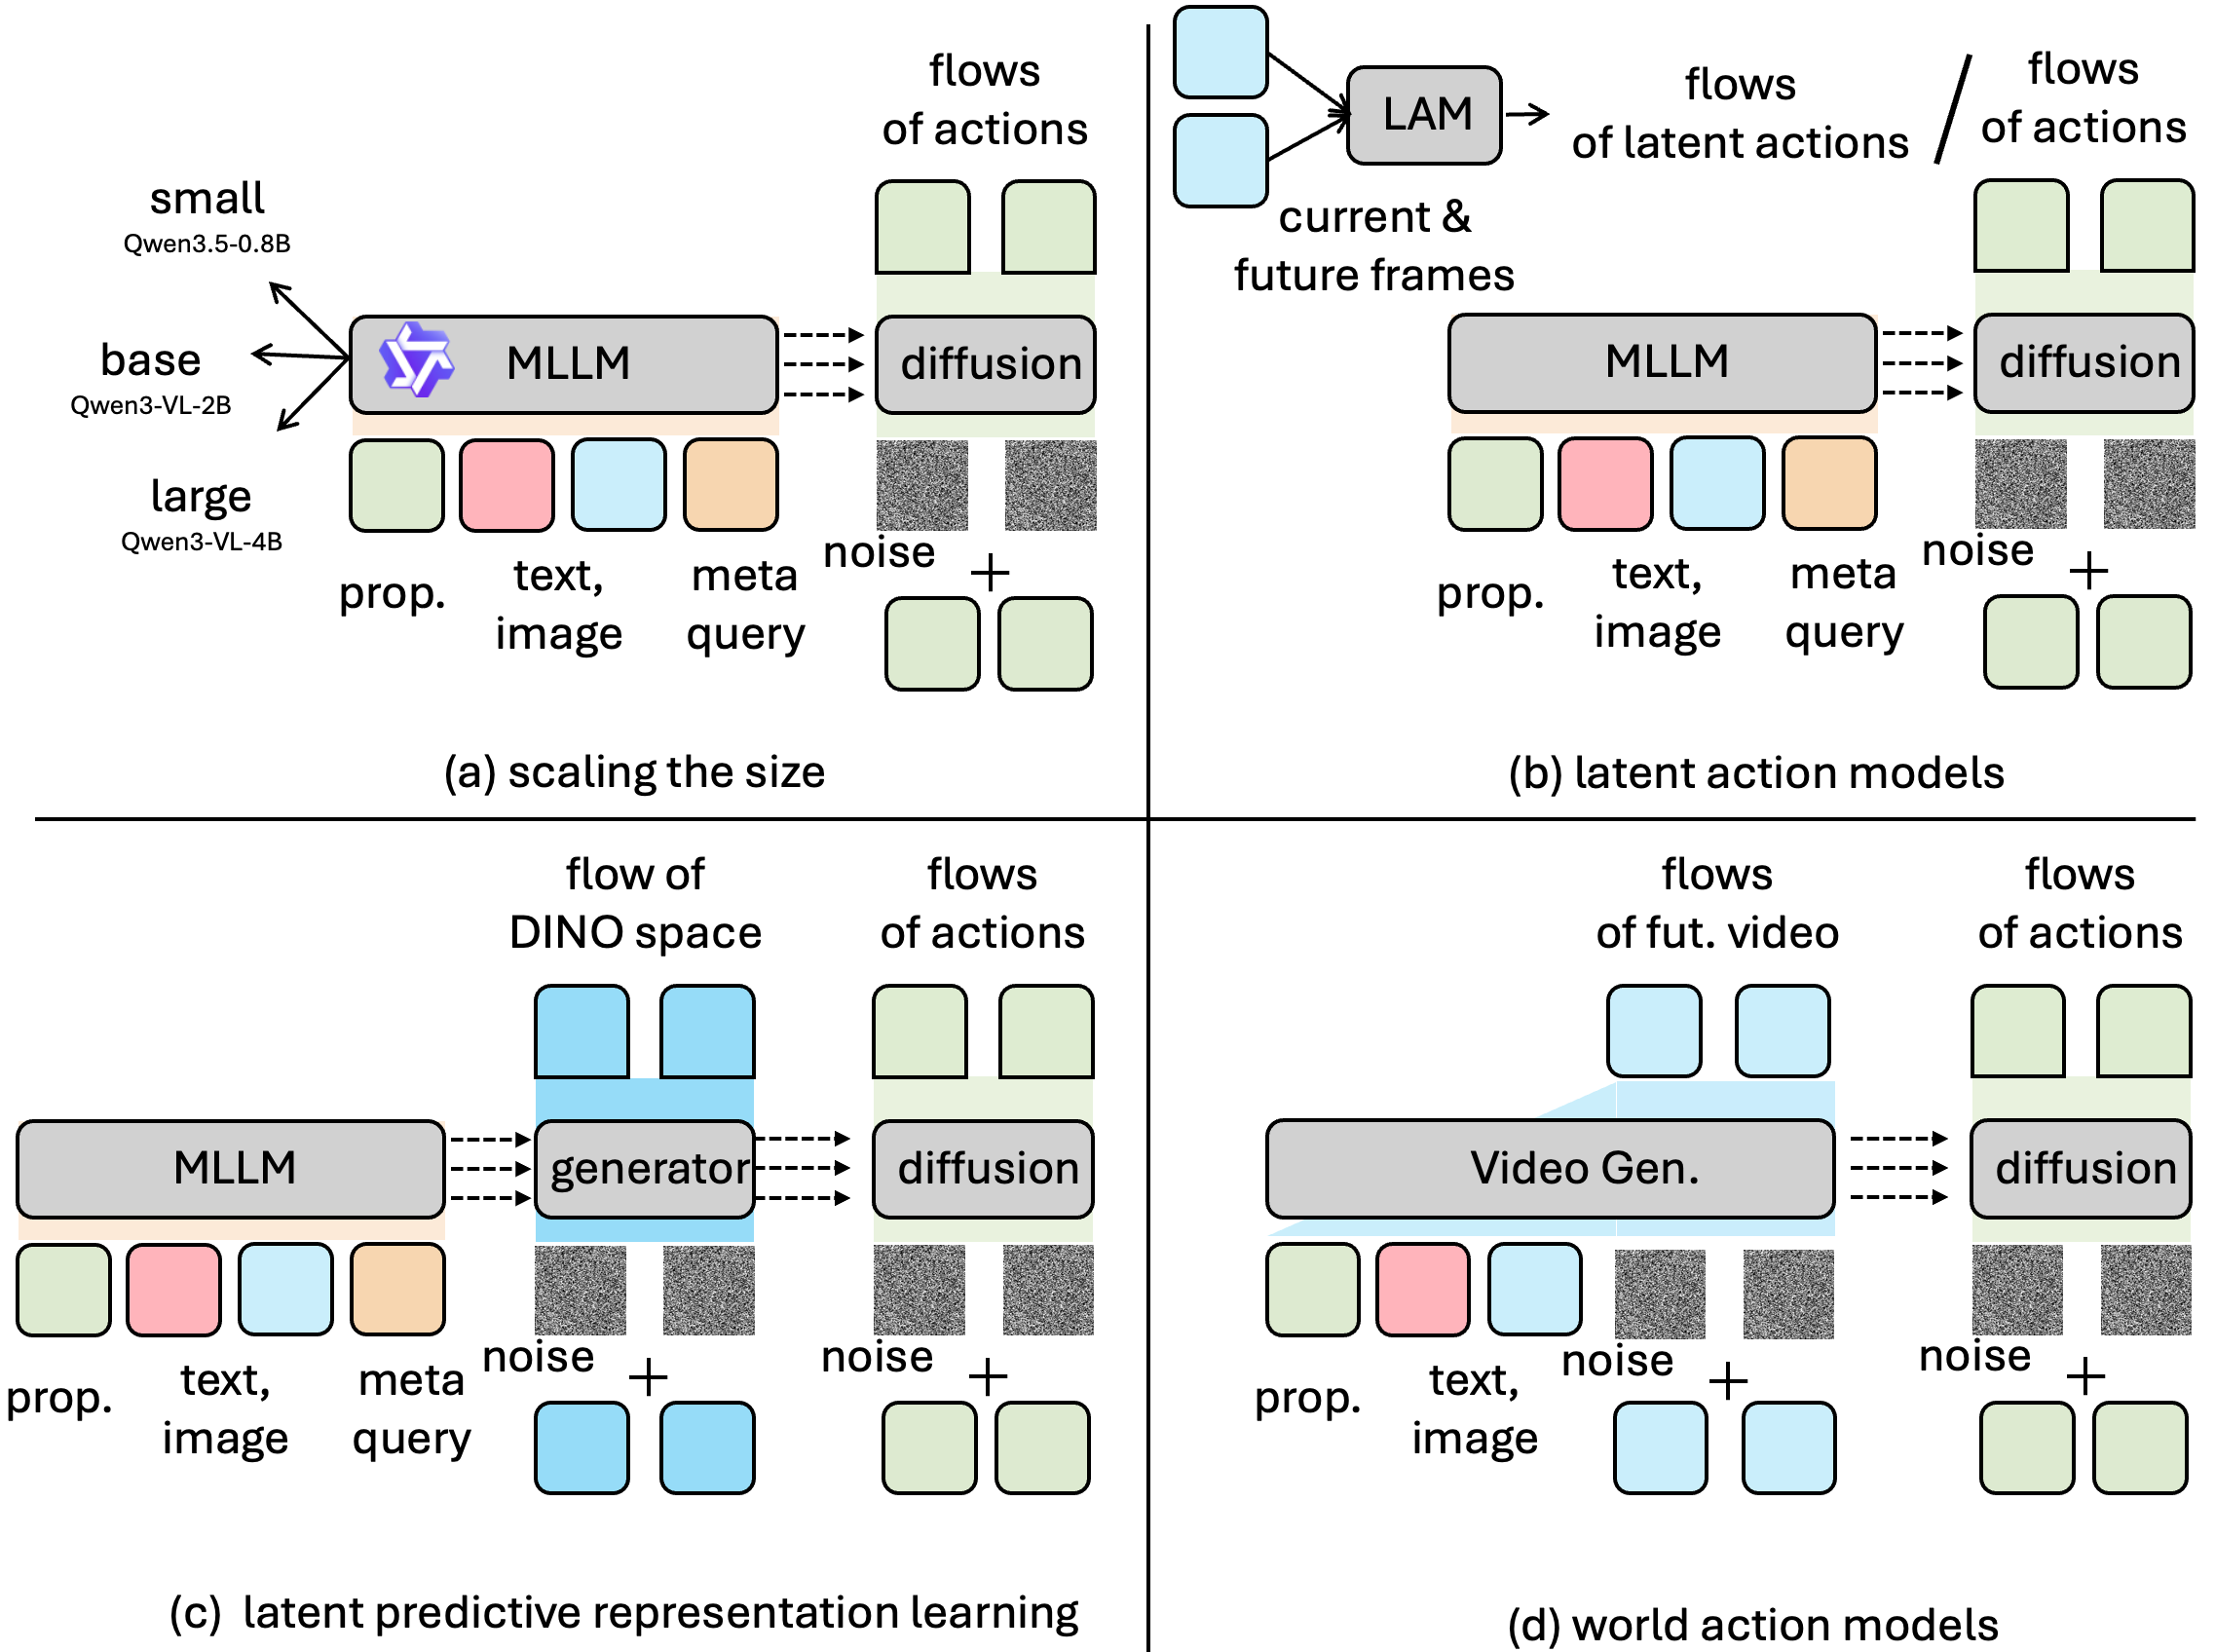 flows
of actions
small
Qwen3.5-0.8B
base
Qwen3-VL-2B
large
Qwen3-VL-4B
MLLM
diffusion
prop.
text,
image
meta
query
noise
+
(a) scaling the size
LAM
flows
of latent actions
/
flows
of actions
current &
future frames
MLLM
diffusion
prop.
text,
image
meta
query
noise
+
(b) latent action models
flow of
DINO space
flows
of actions
MLLM
generator
diffusion
prop.
text,
image
meta
query
noise
+
noise
+
(c) latent predictive representation learning
flows
of fut. video
flows
of actions
Video Gen.
diffusion
prop.
text,
image
noise
+
noise
+
(d) world action models